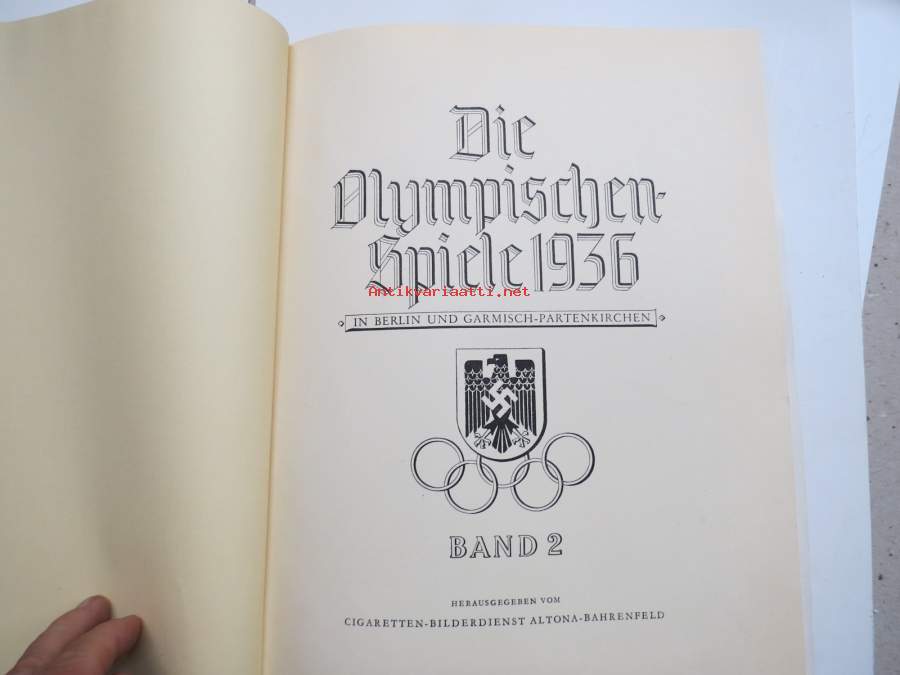 Die
Olympischen-
Spiele 1936
Antikvariaatti.net
IN BERLIN UND GARMISCH-PARTENKIRCHEN
BAND 2
HERAUSGEGEBEN VOM
CIGARETTEN-BILDERDIENST ALTONA-BAHRENFELD